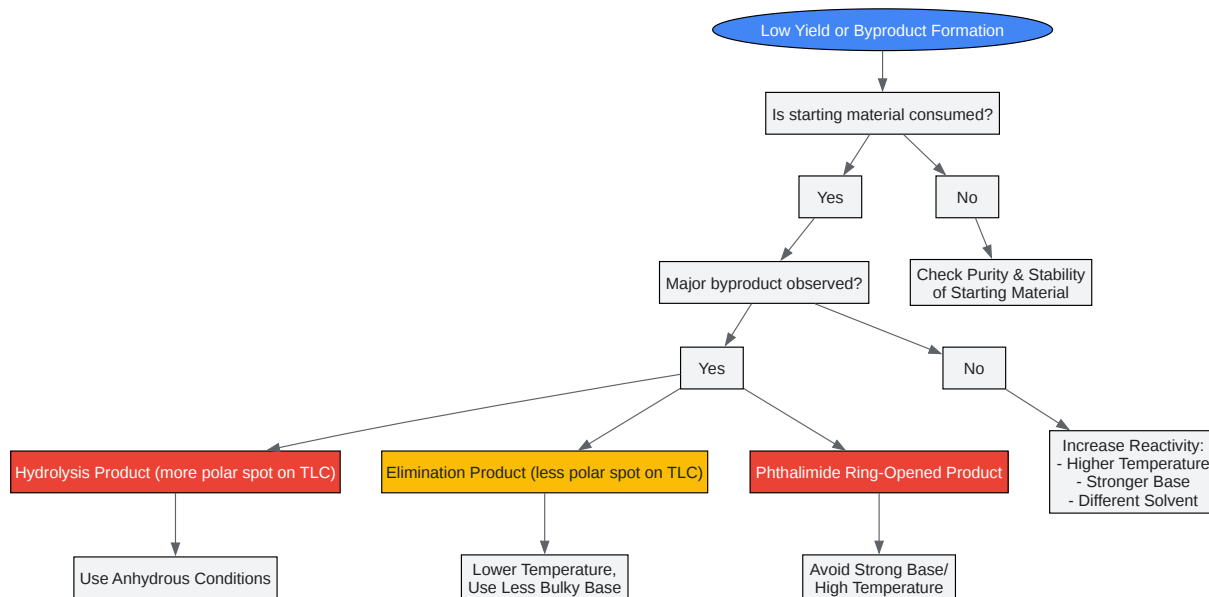 Low Yield or Byproduct Formation
Is starting material consumed?
Yes
No
Major byproduct observed?
Check Purity & Stability
of Starting Material
Yes
No
Hydrolysis Product (more polar spot on TLC)
Elimination Product (less polar spot on TLC)
Phthalimide Ring-Opened Product
Increase Reactivity:
- Higher Temperature
- Stronger Base
- Different Solvent
Use Anhydrous Conditions
Lower Temperature,
Use Less Bulky Base
Avoid Strong Base/
High Temperature